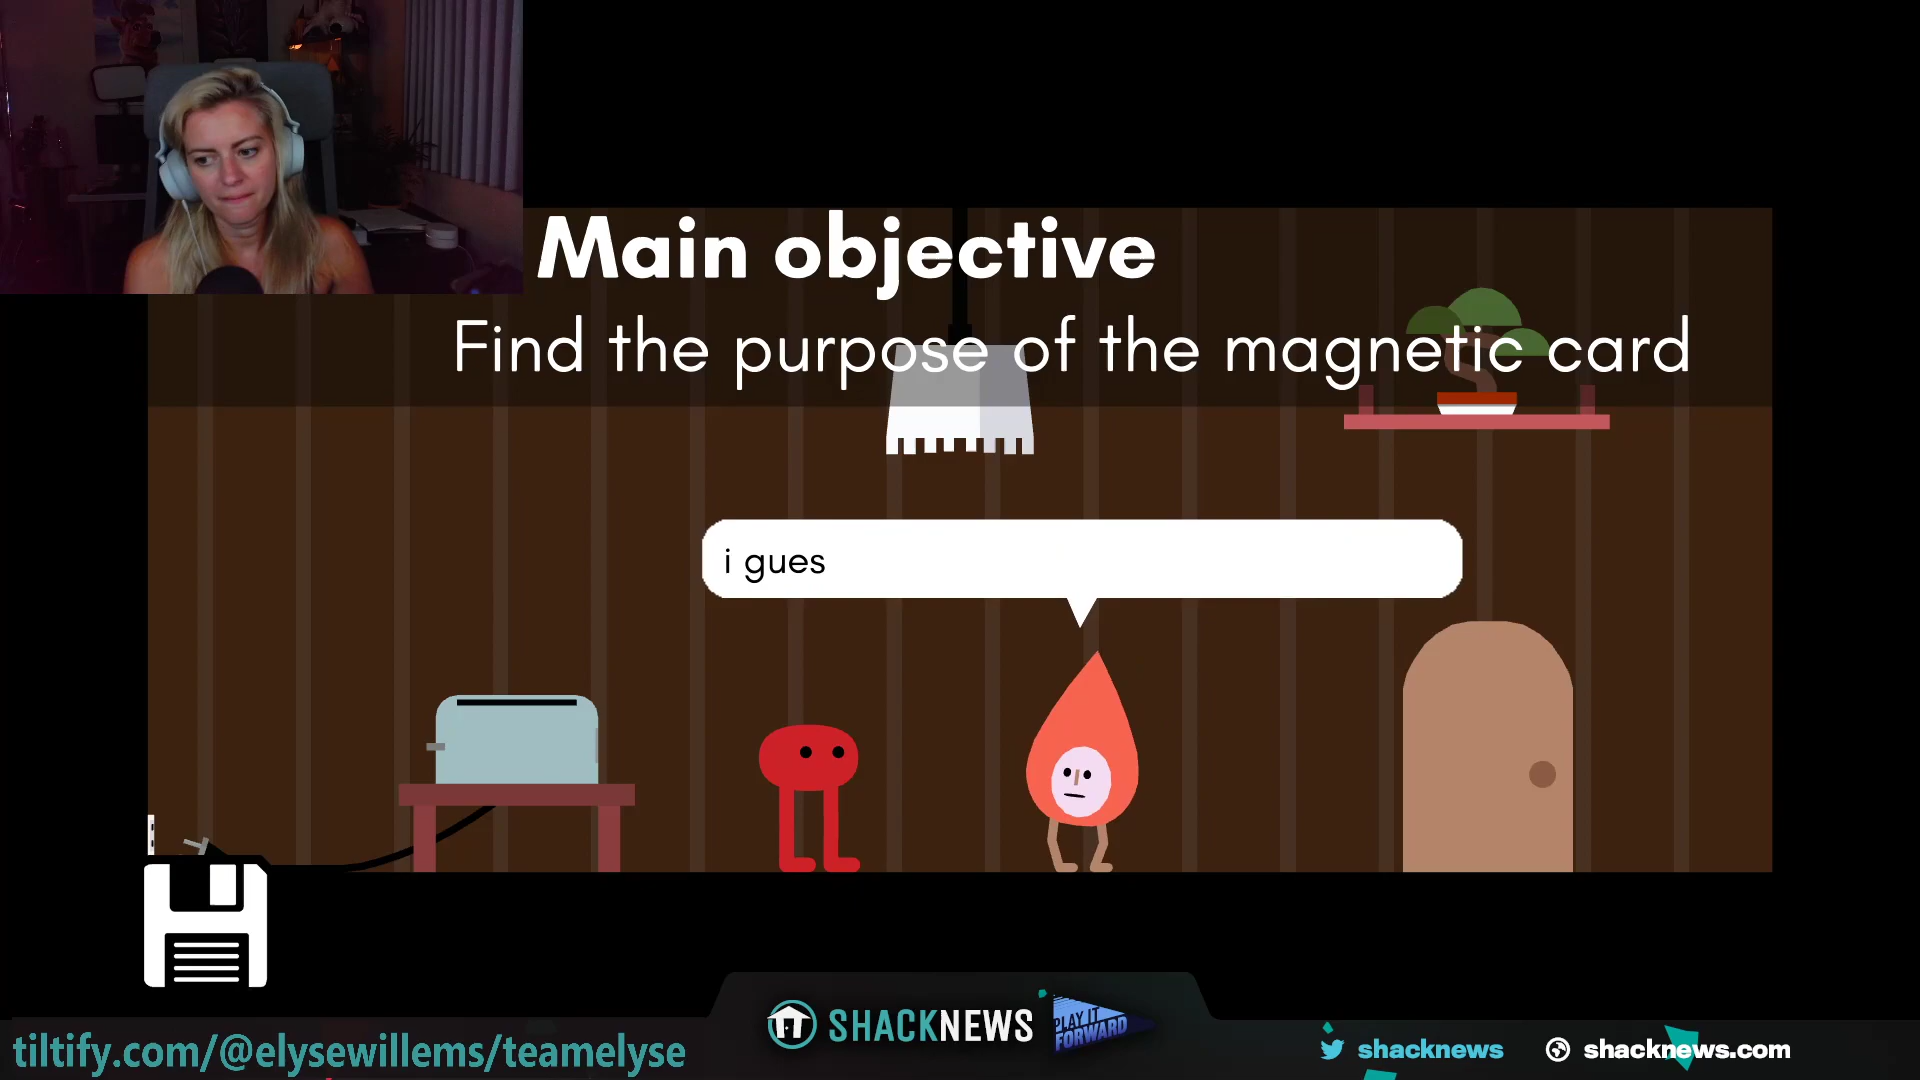 Main objective
Find the purpose of the magnetic card
i gues
SHACKNEWS
PLAY IT
FORWARD
tiltify.com/@elysewillems/teamelyse
shacknews
shacknews.com